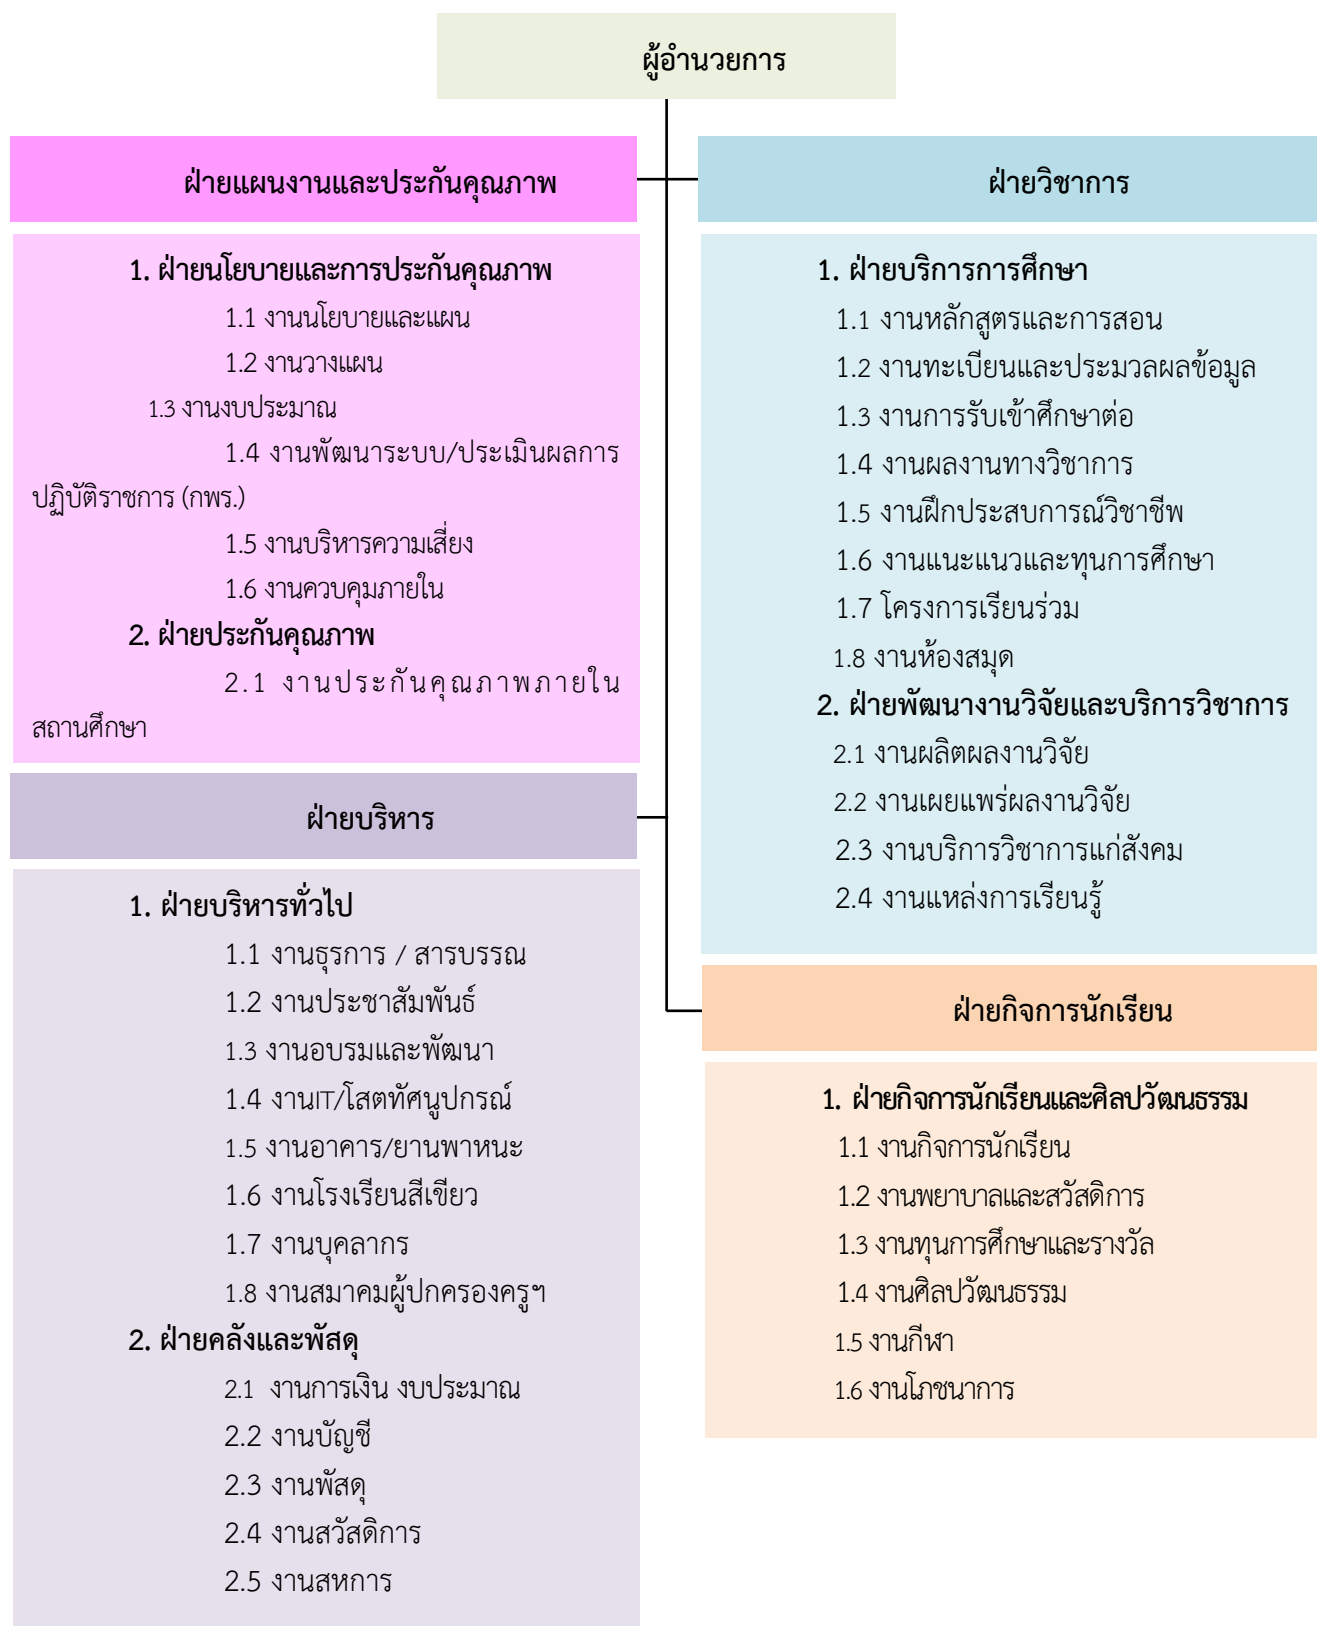 ผู้อำนวยการ
ฝ่ายแผนงานและประกันคุณภาพ
1. ฝ่ายนโยบายและการประกันคุณภาพ
1.1 งานนโยบายและแผน
1.2 งานวางแผน
1.3 งานงบประมาณ
1.4 งานพัฒนาระบบ/ประเมินผลการ
ปฏิบัติราชการ (กพร.)
1.5 งานบริหารความเสี่ยง
1.6 งานควบคุมภายใน
2. ฝ่ายประกันคุณภาพ
2.1 งานประกันคุณภาพภายใน
สถานศึกษา
ฝ่ายวิชาการ
1. ฝ่ายบริการการศึกษา
1.1 งานหลักสูตรและการสอน
1.2 งานทะเบียนและประมวลผลข้อมูล
1.3 งานการรับเข้าศึกษาต่อ
1.4 งานผลงานทางวิชาการ
1.5 งานฝึกประสบการณ์วิชาชีพ
1.6 งานแนะแนวและทุนการศึกษา
1.7 โครงการเรียนร่วม
1.8 งานห้องสมุด
2. ฝ่ายพัฒนางานวิจัยและบริการวิชาการ
2.1 งานผลิตผลงานวิจัย
2.2 งานเผยแพร่ผลงานวิจัย
2.3 งานบริการวิชาการแก่สังคม
2.4 งานแหล่งการเรียนรู้
ฝ่ายบริหาร
1. ฝ่ายบริหารทั่วไป
1.1 งานธุรการ / สารบรรณ
1.2 งานประชาสัมพันธ์
1.3 งานอบรมและพัฒนา
1.4 งานIT/โสตทัศนูปกรณ์
1.5 งานอาคาร/ยานพาหนะ
1.6 งานโรงเรียนสีเขียว
1.7 งานบุคลากร
1.8 งานสมาคมผู้ปกครองครูฯ
2. ฝ่ายคลังและพัสดุ
2.1 งานการเงิน งบประมาณ
2.2 งานบัญชี
2.3 งานพัสดุ
2.4 งานสวัสดิการ
2.5 งานสหการ
ฝ่ายกิจการนักเรียน
1. ฝ่ายกิจการนักเรียนและศิลปวัฒนธรรม
1.1 งานกิจการนักเรียน
1.2 งานพยาบาลและสวัสดิการ
1.3 งานทุนการศึกษาและรางวัล
1.4 งานศิลปวัฒนธรรม
1.5 งานกีฬา
1.6 งานโภชนาการ